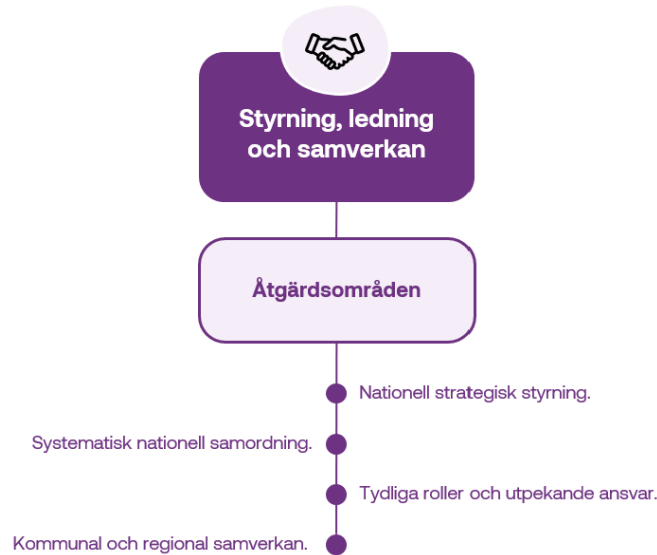 Styrning, ledning
och samverkan
Åtgärdsområden
Nationell strategisk styrning.
Systematisk nationell samordning.
Tydliga roller och utpekande ansvar.
Kommunal och regional samverkan.